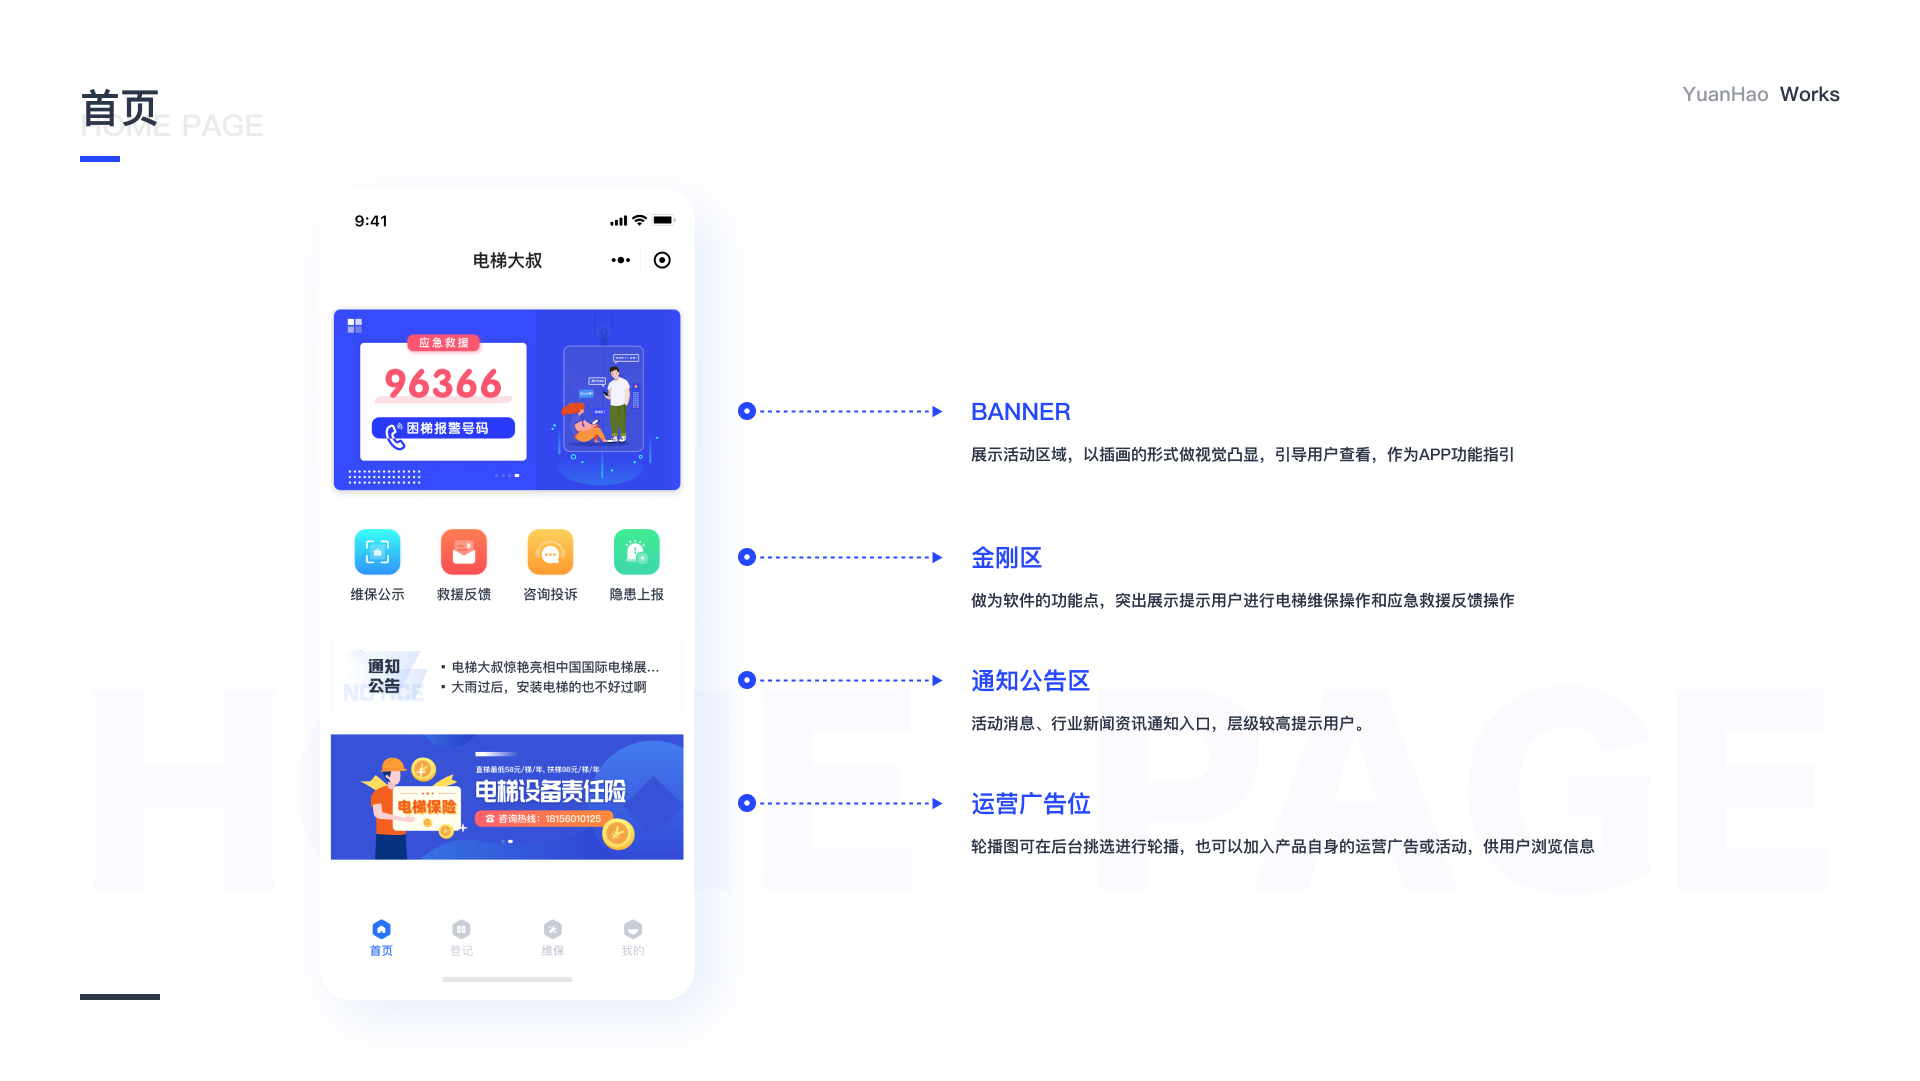 首页
HOME PAGE
YuanHao Works
9:41
电梯大叔
应急救援
96366
困梯报警号码
维保公示
救援反馈
咨询投诉
隐患上报
通知
公告
NOTICE
▪ 电梯大叔惊艳亮相中国国际电梯展...
▪ 大雨过后，安装电梯的也不好过啊
直梯最低58元/梯/年, 扶梯98元/梯/年
电梯设备责任险
电梯保险
咨询热线：18156010125
首页
登记
维保
我的
BANNER
展示活动区域，以插画的形式做视觉凸显，引导用户查看，作为APP功能指引
金刚区
做为软件的功能点，突出展示提示用户进行电梯维保操作和应急救援反馈操作
通知公告区
活动消息、行业新闻资讯通知入口，层级较高提示用户。
运营广告位
轮播图可在后台挑选进行轮播，也可以加入产品自身的运营广告或活动，供用户浏览信息
HOME PAGE